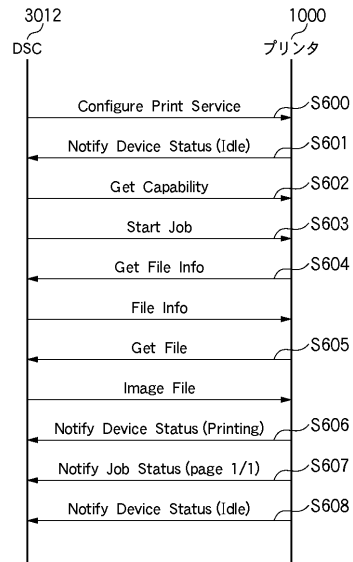 3012 1000
DSC プリンタ
Configure Print Service S600
Notify Device Status (Idle) S601
Get Capability S602
Start Job S603
Get File Info S604
File Info
Get File S605
Image File
Notify Device Status (Printing) S606
Notify Job Status (page 1/1) S607
Notify Device Status (Idle) S608